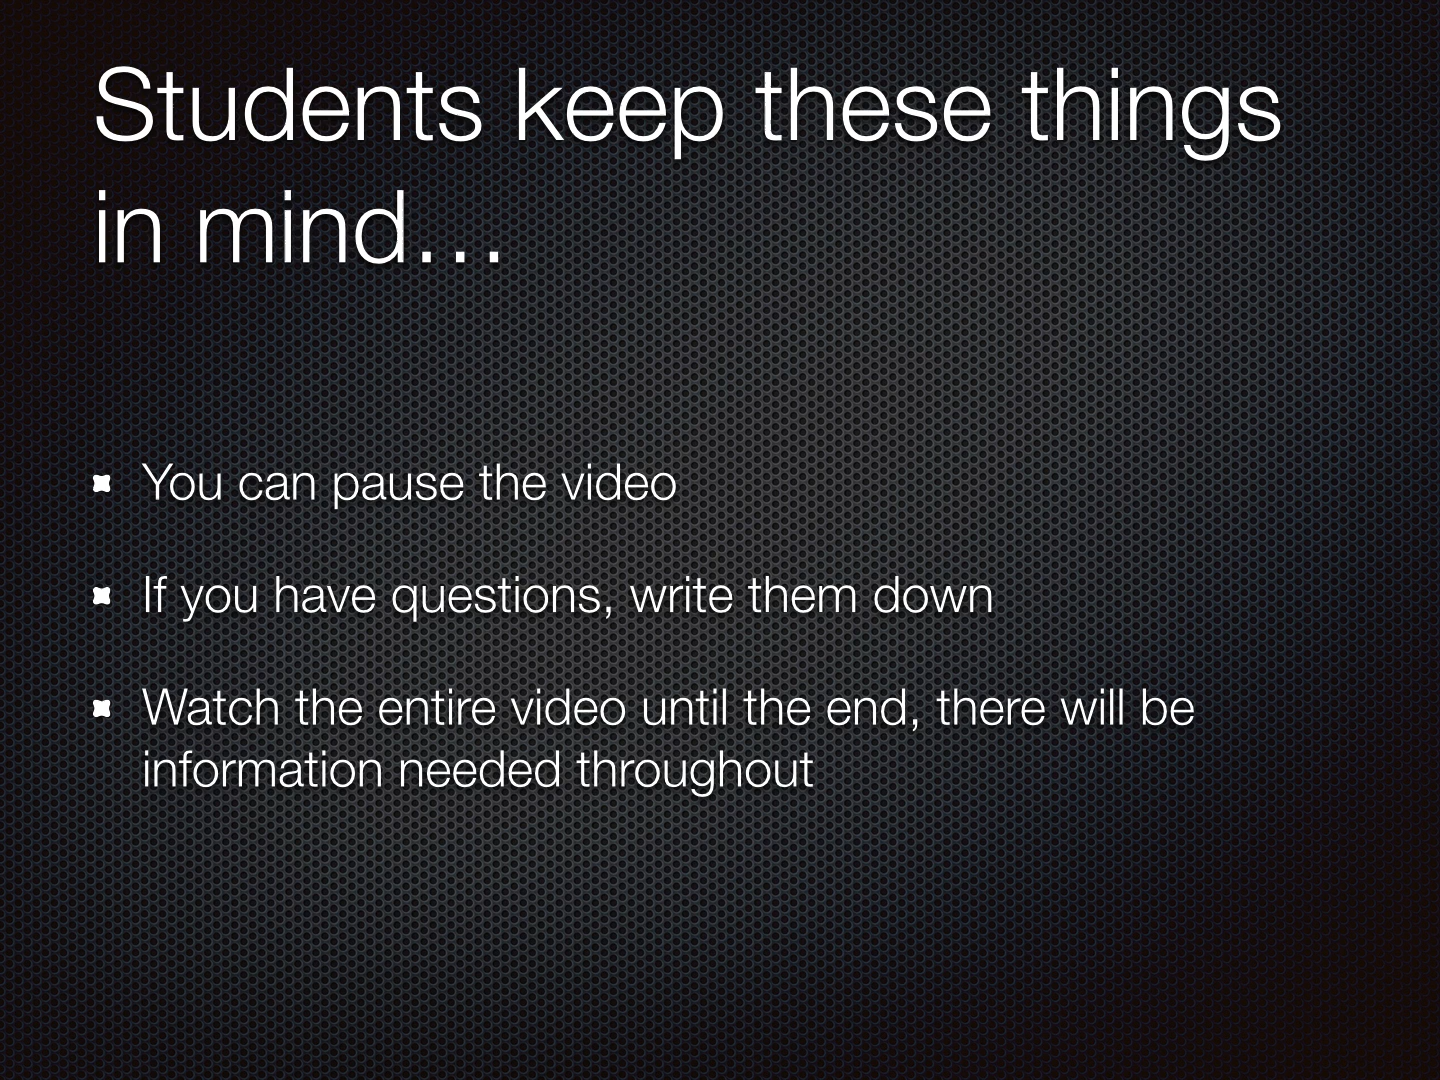 Students keep these things
in mind…
You can pause the video
If you have questions, write them down
Watch the entire video until the end, there will be
information needed throughout